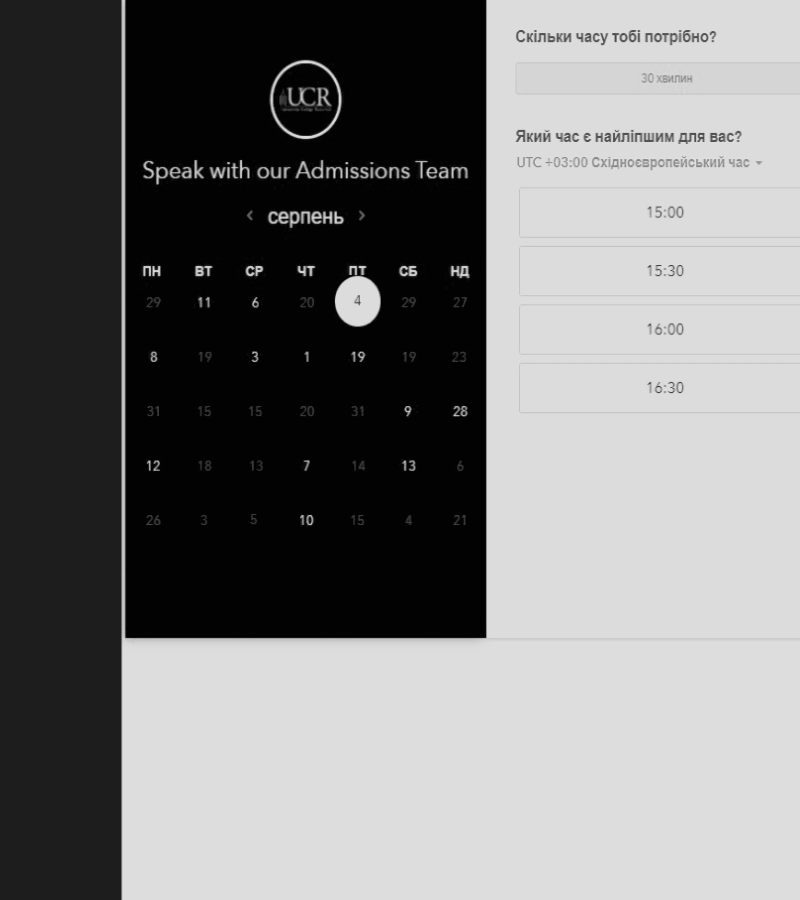 UCR
Speak with our Admissions Team
‹ серпень ›
ПН ВТ СР ЧТ ПТ СБ НД
29 11 6 20 4 29 27
8 19 3 1 19 19 23
31 15 15 20 31 9 28
12 18 13 7 14 13 6
26 3 5 10 15 4 21
Скільки часу тобі потрібно?
30 хвилин
Який час є найліпшим для вас?
UTC +03:00 Східноєвропейський час
15:00
15:30
16:00
16:30